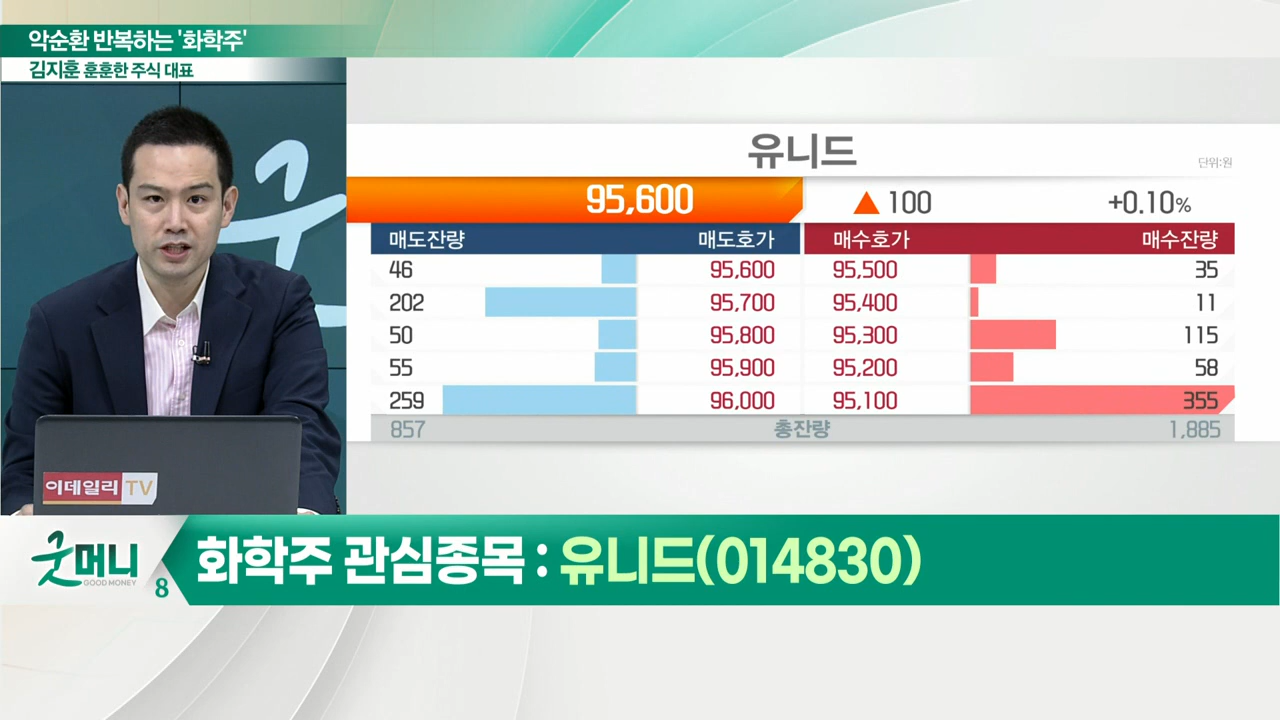 악순환 반복하는 '화학주'
김지훈 훈훈한 주식 대표
유니드
단위:원
95,600 ▲ 100 +0.10%
매도잔량 매도호가 매수호가 매수잔량
46 95,600 95,500 35
202 95,700 95,400 11
50 95,800 95,300 115
55 95,900 95,200 58
259 96,000 95,100 355
857 총잔량 1,885
이데일리 TV
굿머니
GOOD MONEY
8
화학주 관심종목 : 유니드(014830)